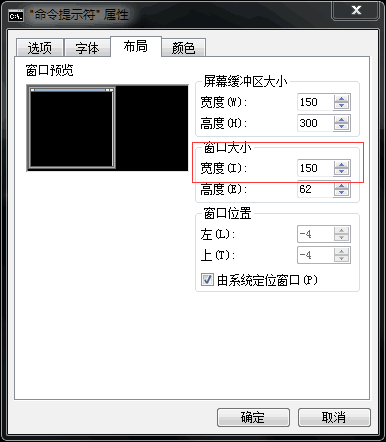 "命令提示符" 属性
选项 字体 布局 颜色
窗口预览
屏幕缓冲区大小
宽度(W): 150
高度(H): 300
窗口大小
宽度(I): 150
高度(E): 62
窗口位置
左(L): -4
上(T): -4
由系统定位窗口(P)
确定 取消